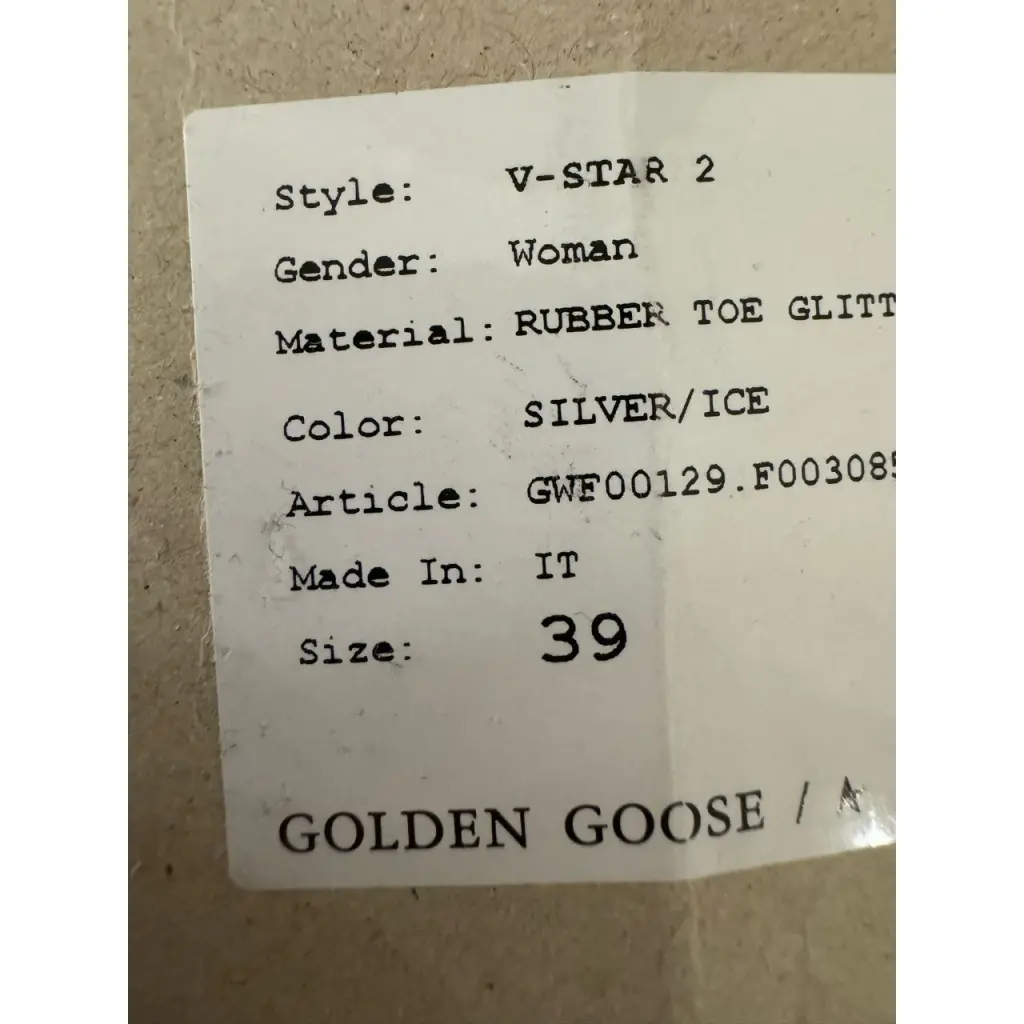 Style: V-STAR 2
Gender: Woman
Material: RUBBER TOE GLITT
Color: SILVER/ICE
Article: GWF00129.F003085
Made In: IT
Size: 39
GOLDEN GOOSE / A